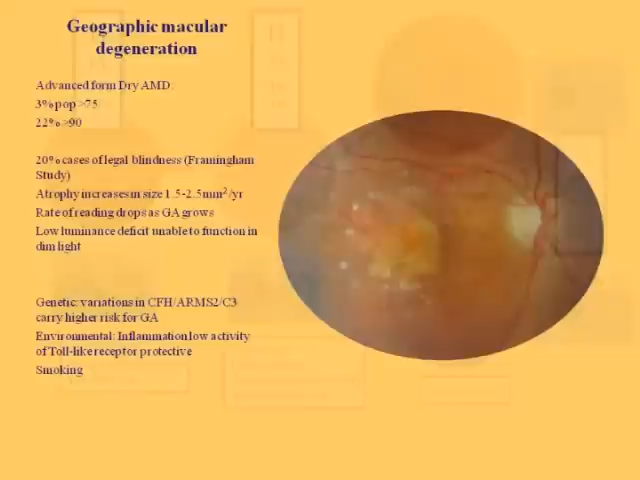 Geographic macular
degeneration
Advanced form Dry AMD:
3% pop >75
22% >90
20% cases of legal blindness (Framingham
Study)
Atrophy increases in size 1.5-2.5mm²/yr
Rate of reading drops as GA grows
Low luminance deficit unable to function in
dim light
Genetic: variations in CFH/ARMS2/C3
carry higher risk for GA
Environmental: Inflammation low activity
of Toll-like receptor protective
Smoking